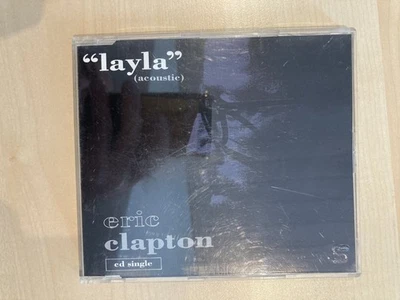 “layla”
(acoustic)
eric
clapton
cd single